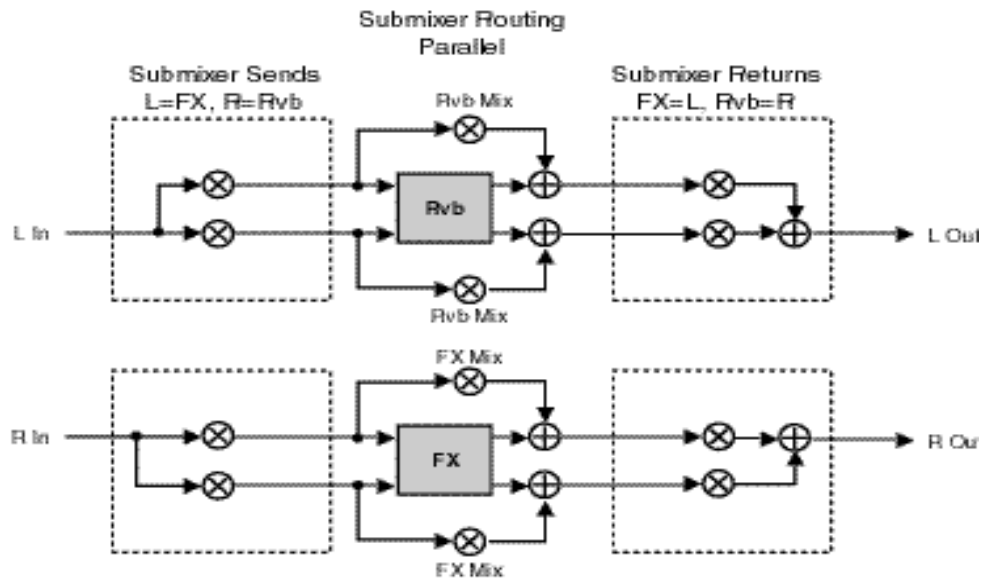 Submixer Routing
Parallel
Submixer Sends
L=FX, R=Rvb
Submixer Returns
FX=L, Rvb=R
Rvb Mix
L In
Rvb
L Out
Rvb Mix
FX Mix
R In
FX
R Out
FX Mix